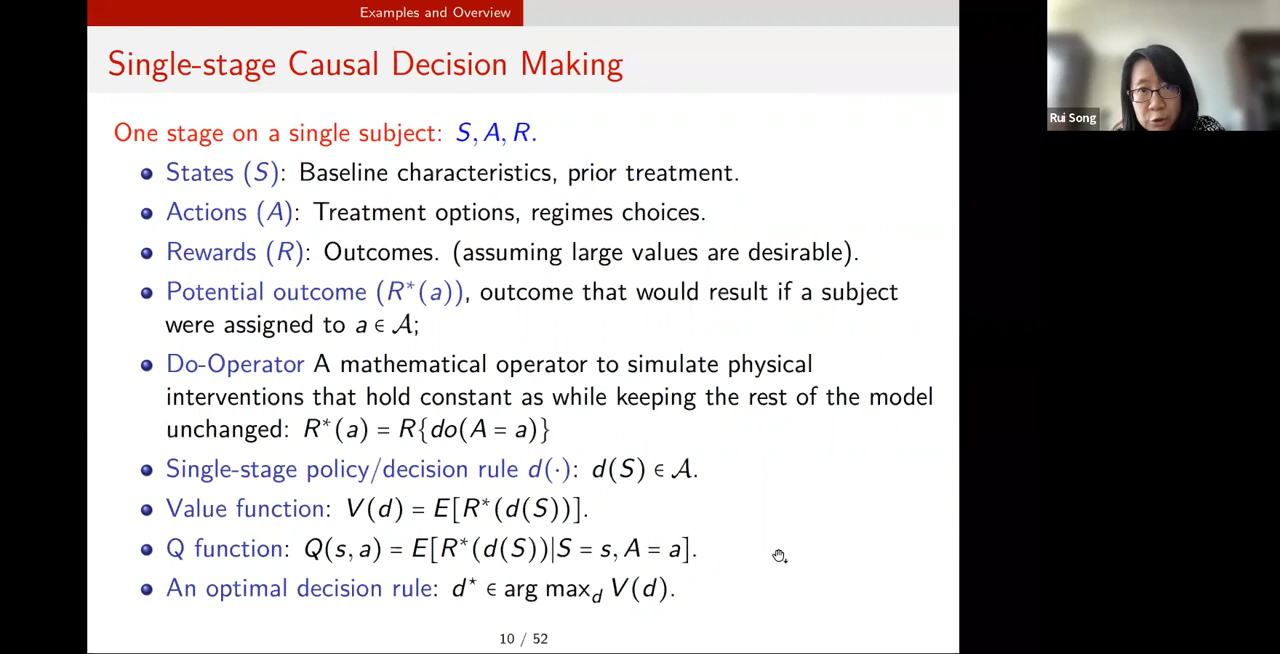 Examples and Overview
Single-stage Causal Decision Making
One stage on a single subject: S, A, R.
States (S): Baseline characteristics, prior treatment.
Actions (A): Treatment options, regimes choices.
Rewards (R): Outcomes. (assuming large values are desirable).
Potential outcome (R*(a)), outcome that would result if a subject
were assigned to a ∈ 𝒜;
Do-Operator A mathematical operator to simulate physical
interventions that hold constant as while keeping the rest of the model
unchanged: R*(a) = R{do(A = a)}
Single-stage policy/decision rule d(·): d(S) ∈ 𝒜.
Value function: V(d) = E[R*(d(S))].
Q function: Q(s, a) = E[R*(d(S))|S = s, A = a].
An optimal decision rule: d⋆ ∈ arg max_d V(d).
10 / 52
Rui Song